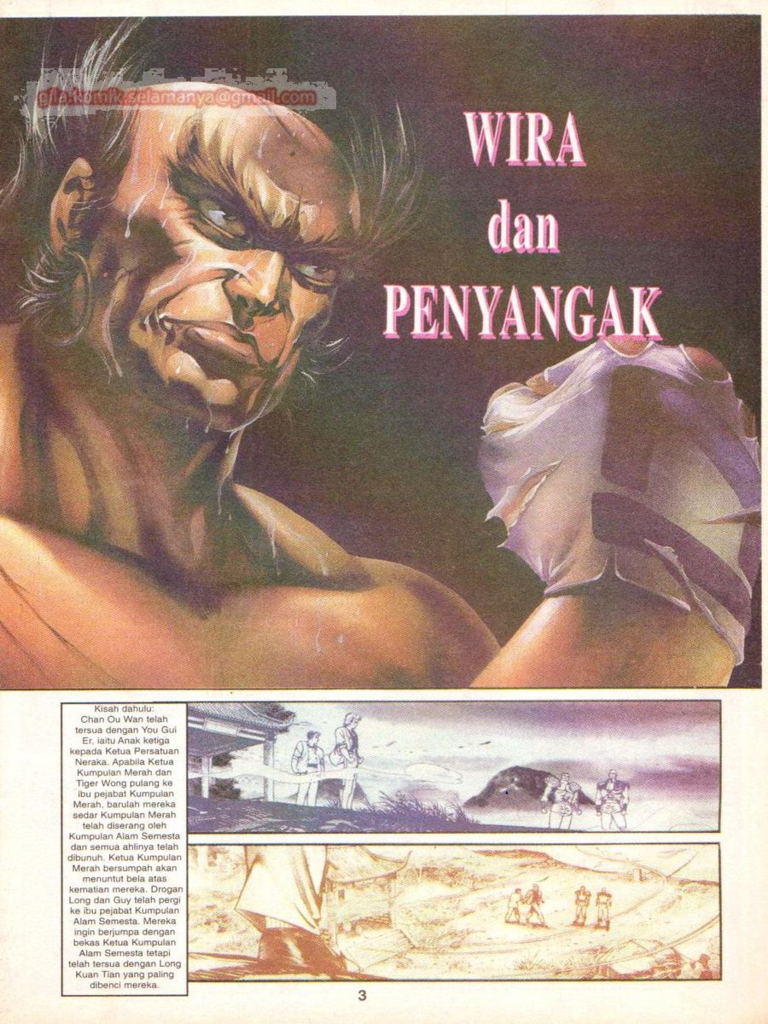 gila.komik.selamanya@gmail.com
WIRA
dan
PENYANGAK
Kisah dahulu:
Chan Ou Wan telah
tersua dengan You Gui
Er, iaitu Anak ketiga
kepada Ketua Persatuan
Neraka. Apabila Ketua
Kumpulan Merah dan
Tiger Wong pulang ke
ibu pejabat Kumpulan
Merah, barulah mereka
sedar Kumpulan Merah
telah diserang oleh
Kumpulan Alam Semesta
dan semua ahlinya telah
dibunuh. Ketua Kumpulan
Merah bersumpah akan
menuntut bela atas
kematian mereka. Drogan
Long dan Guy telah pergi
ke ibu pejabat Kumpulan
Alam Semesta. Mereka
ingin berjumpa dengan
bekas Ketua Kumpulan
Alam Semesta tetapi
telah tersua dengan Long
Kuan Tian yang paling
dibenci mereka.
3